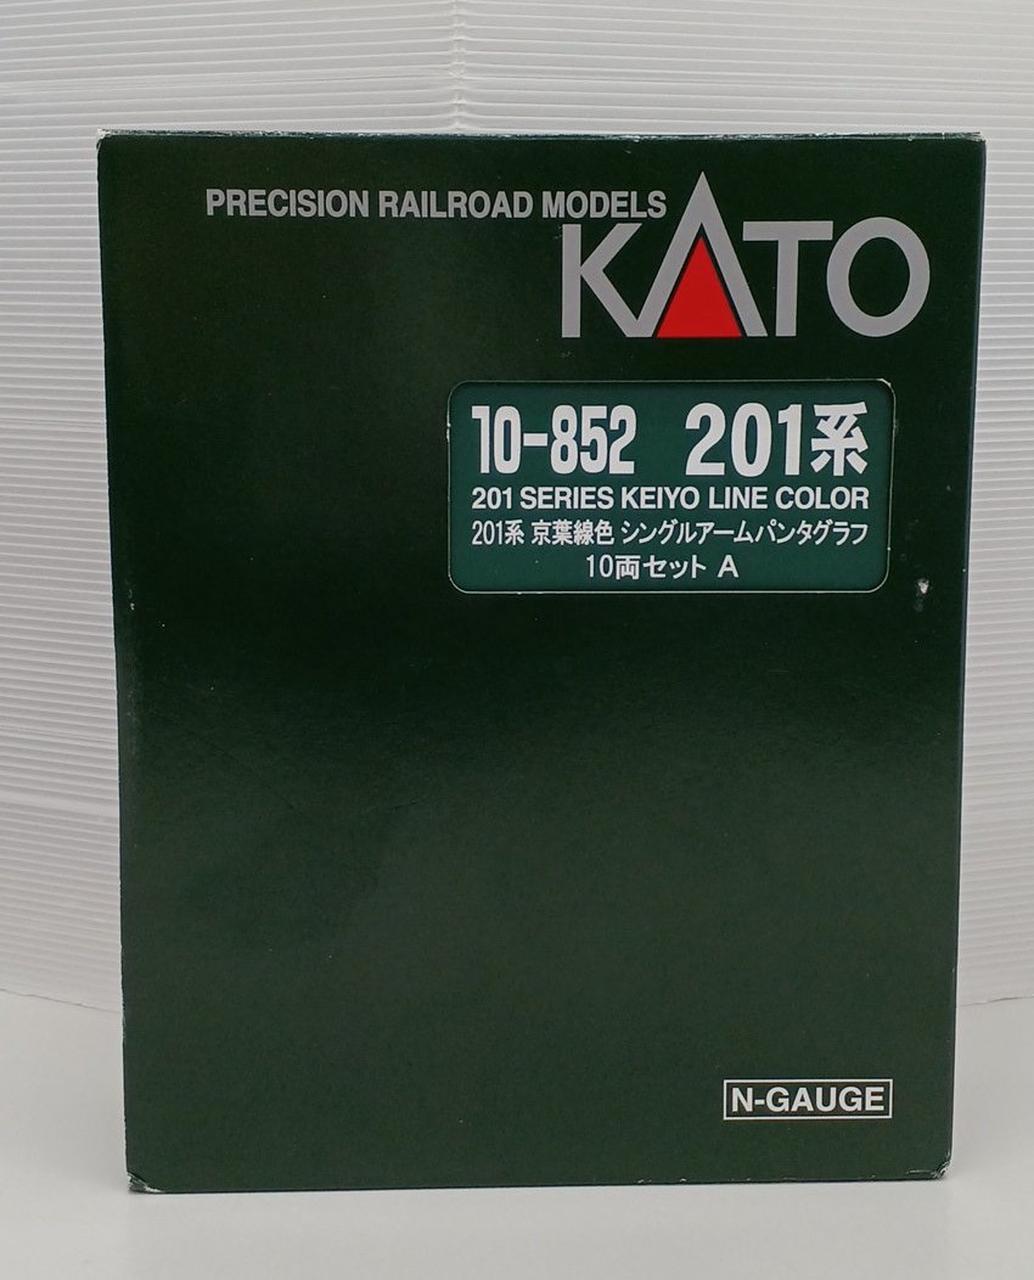 PRECISION RAILROAD MODELS
KATO
10-852 201系
201 SERIES KEIYO LINE COLOR
201系 京葉線色 シングルアームパンタグラフ
10両セット A
N-GAUGE